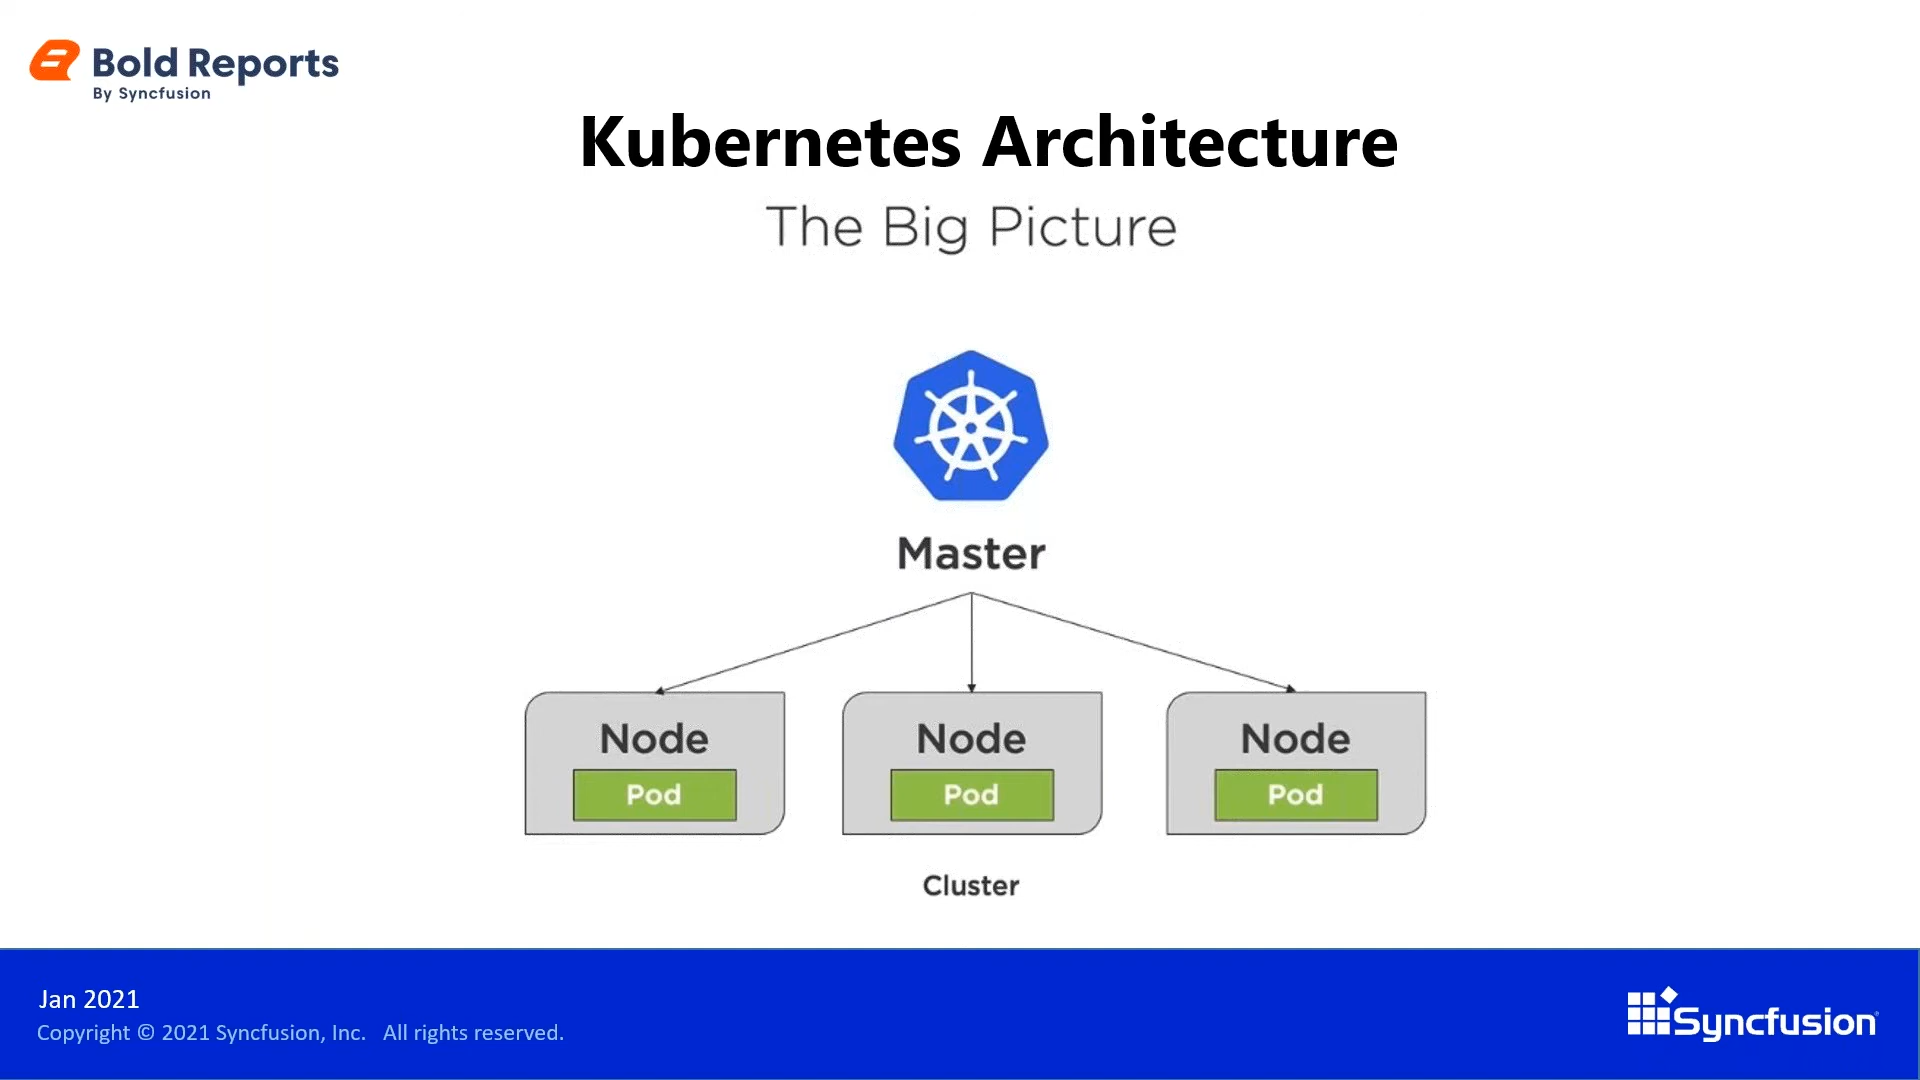 Bold Reports
By Syncfusion
Kubernetes Architecture
The Big Picture
Master
Node
Node
Node
Pod
Pod
Pod
Cluster
Jan 2021
Copyright © 2021 Syncfusion, Inc.   All rights reserved.
Syncfusion